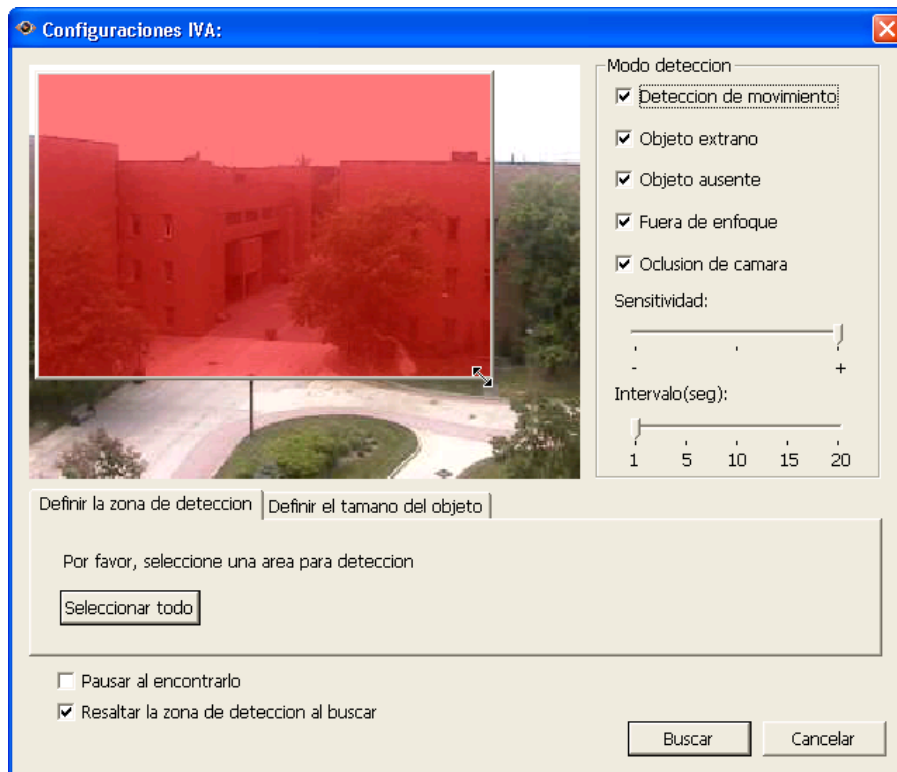 Configuraciones IVA:
Modo deteccion
Deteccion de movimiento
Objeto extrano
Objeto ausente
Fuera de enfoque
Oclusion de camara
Sensitividad:
- +
Intervalo(seg):
1 5 10 15 20
Definir la zona de deteccion
Definir el tamano del objeto
Por favor, seleccione una area para deteccion
Seleccionar todo
Pausar al encontrarlo
Resaltar la zona de deteccion al buscar
Buscar
Cancelar